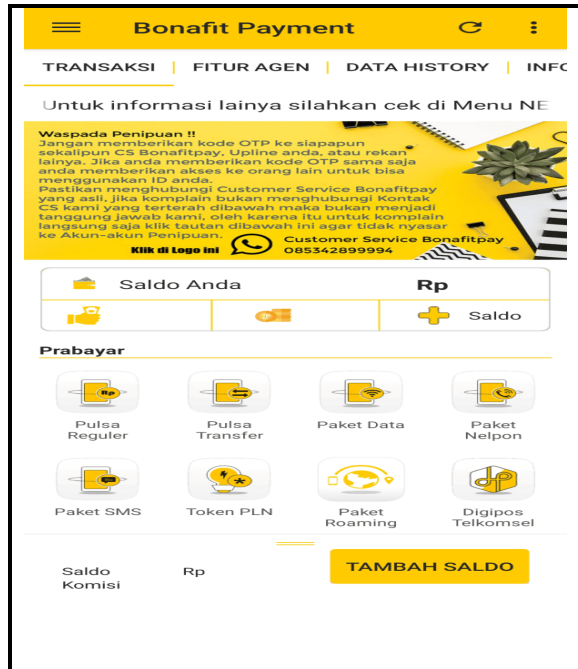 Bonafit Payment
TRANSAKSI | FITUR AGEN | DATA HISTORY | INFO
Untuk informasi lainya silahkan cek di Menu NE
Waspada Penipuan !!
Jangan memberikan kode OTP ke siapapun
sekalipun CS Bonafitpay, Upline anda, atau rekan
lainya. Jika anda memberikan kode OTP sama saja
anda memberikan akses ke orang lain untuk bisa
menggunakan ID anda.
Pastikan menghubungi Customer Service Bonafitpay
yang asli, jika komplain bukan menghubungi Kontak
CS kami yang terterah dibawah maka bukan menjadi
tanggung jawab kami, oleh karena itu untuk komplain
langsung saja klik tautan dibawah ini agar tidak nyasar
ke Akun-akun Penipuan.
Klik di Logo ini
Customer Service Bonafitpay
085342899994
Saldo Anda Rp
Saldo
Prabayar
Rp
Pulsa
Reguler
Pulsa
Transfer
Paket Data
Paket
Nelpon
Paket SMS
Token PLN
Paket
Roaming
Digipos
Telkomsel
Saldo
Komisi
Rp
TAMBAH SALDO